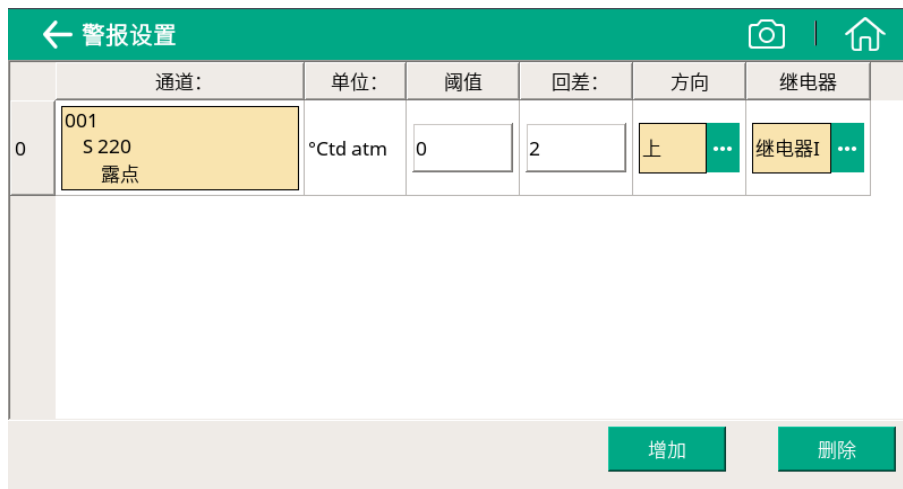 警报设置
通道： 单位： 阈值 回差： 方向 继电器
0
001
S 220
露点
°Ctd atm
0
2
上 ···
继电器I ···
增加 删除